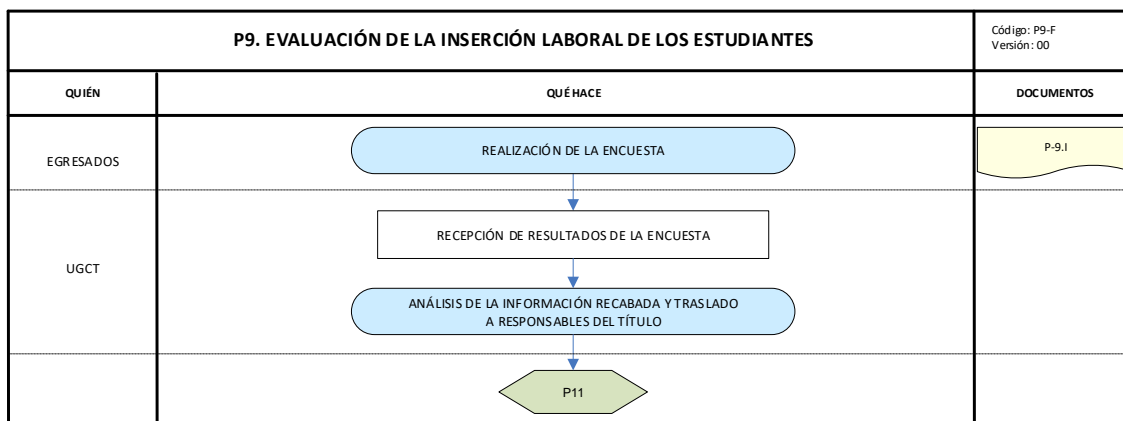 P9. EVALUACIÓN DE LA INSERCIÓN LABORAL DE LOS ESTUDIANTES
Código: P9-F
Versión: 00
QUIÉN
QUÉ HACE
DOCUMENTOS
EGRESADOS
REALIZACIÓN DE LA ENCUESTA
P-9.I
UGCT
RECEPCIÓN DE RESULTADOS DE LA ENCUESTA
ANÁLISIS DE LA INFORMACIÓN RECABADA Y TRASLADO
A RESPONSABLES DEL TÍTULO
P11